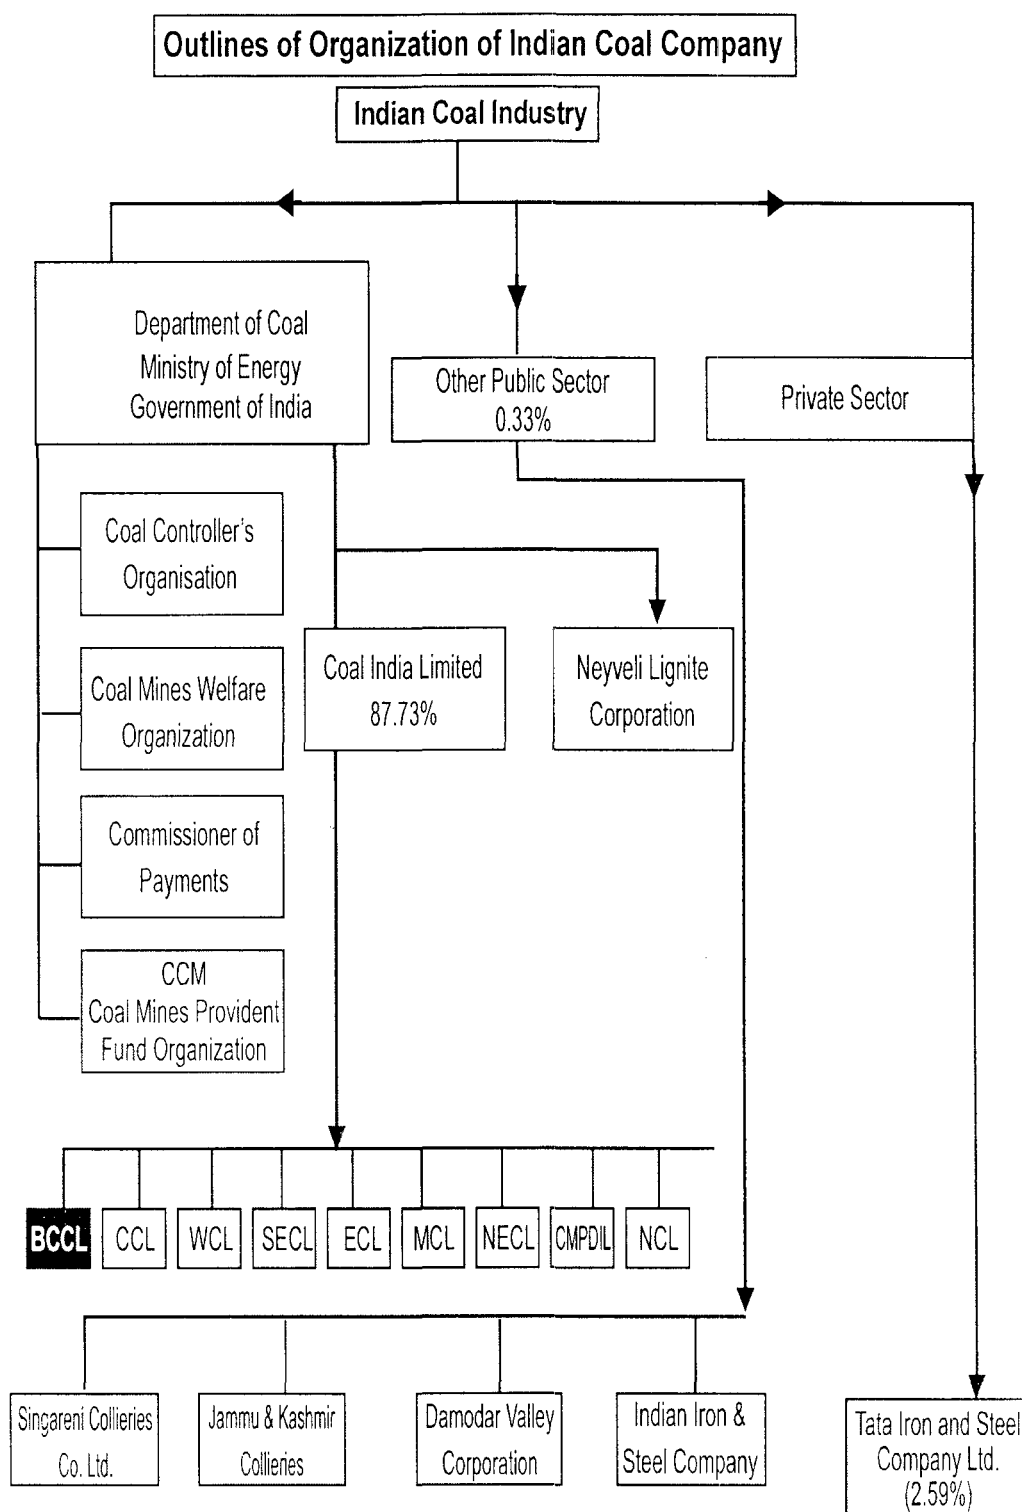 Outlines of Organization of Indian Coal Company
Indian Coal Industry
Department of Coal
Ministry of Energy
Government of India
Other Public Sector
0.33%
Private Sector
Coal Controller's
Organisation
Coal Mines Welfare
Organization
Commissioner of
Payments
CCM
Coal Mines Provident
Fund Organization
Coal India Limited
87.73%
Neyveli Lignite
Corporation
BCCL
CCL
WCL
SECL
ECL
MCL
NECL
CMPDIL
NCL
Singareni Collieries
Co. Ltd.
Jammu & Kashmir
Collieries
Damodar Valley
Corporation
Indian Iron &
Steel Company
Tata Iron and Steel
Company Ltd.
(2.59%)